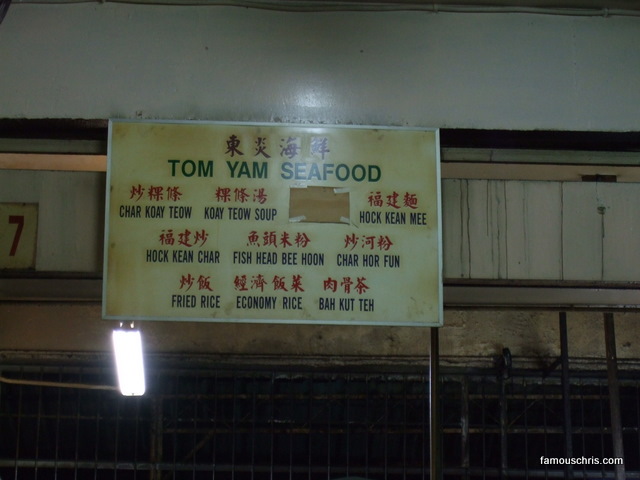 東炎海鮮
TOM YAM SEAFOOD
炒粿條 粿條湯 福建麵
CHAR KOAY TEOW KOAY TEOW SOUP HOCK KEAN MEE
福建炒 魚頭米粉 炒河粉
HOCK KEAN CHAR FISH HEAD BEE HOON CHAR HOR FUN
炒飯 經濟飯菜 肉骨茶
FRIED RICE ECONOMY RICE BAH KUT TEH
7
famouschris.com